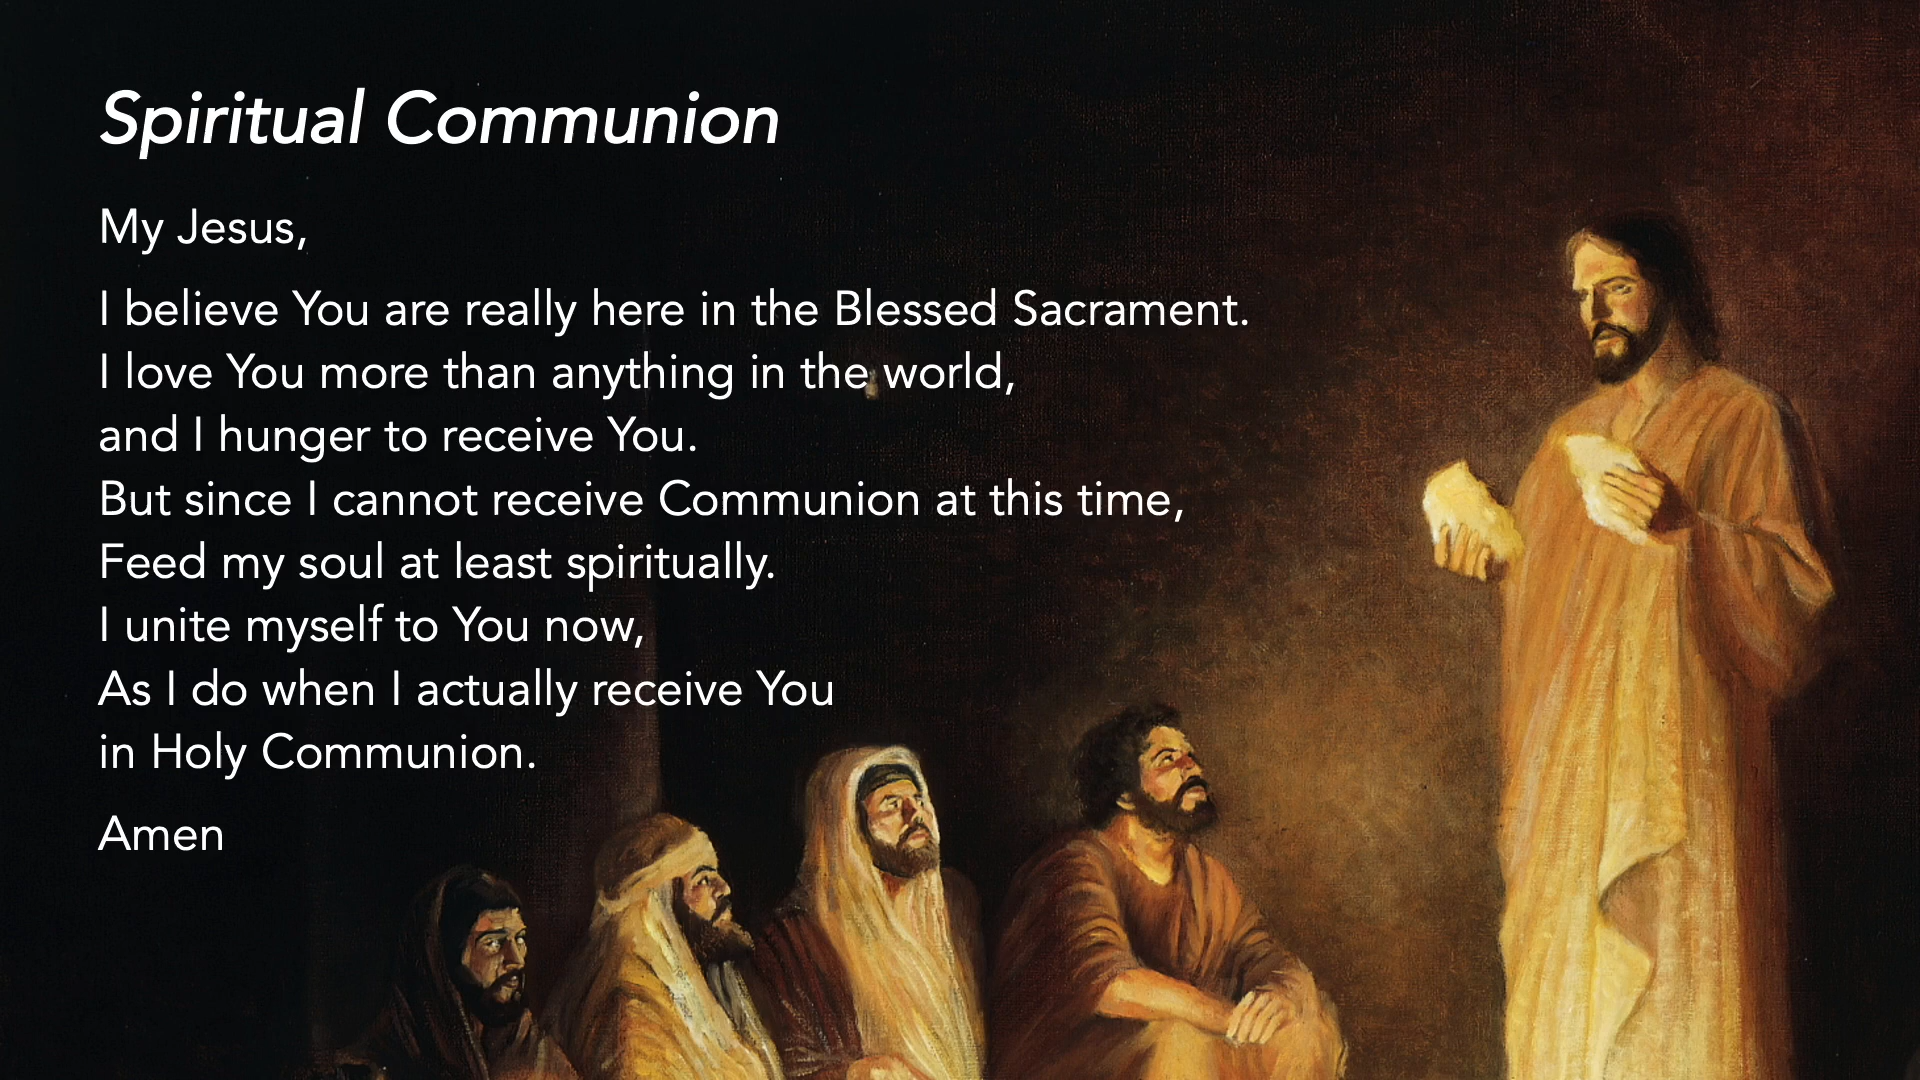 Spiritual Communion
My Jesus,
I believe You are really here in the Blessed Sacrament.
I love You more than anything in the world,
and I hunger to receive You.
But since I cannot receive Communion at this time,
Feed my soul at least spiritually.
I unite myself to You now,
As I do when I actually receive You
in Holy Communion.
Amen